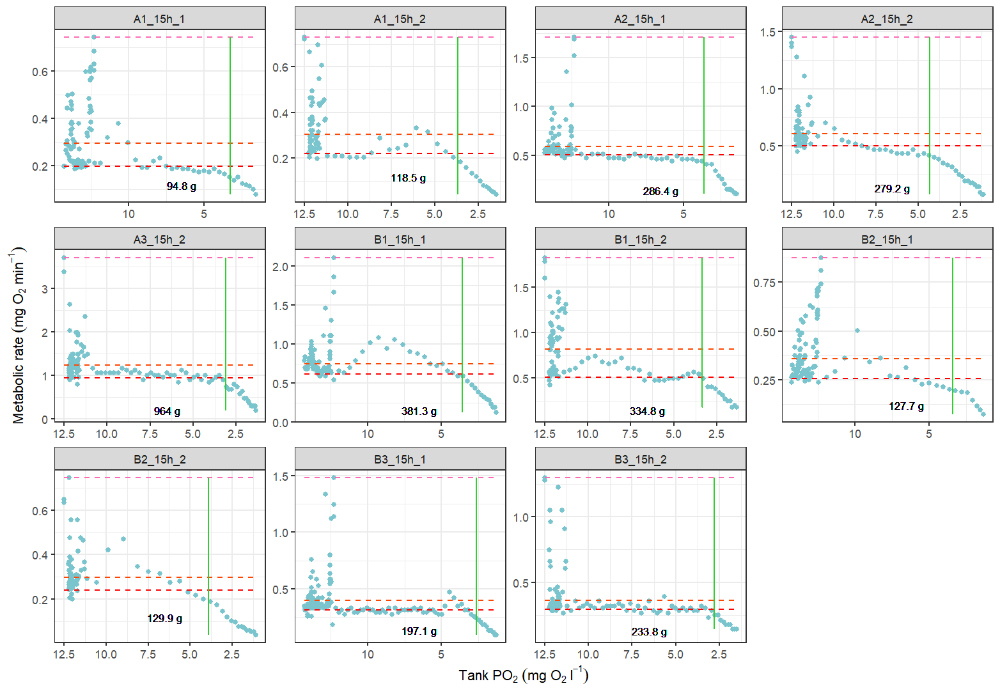 A1_15h_1 A1_15h_2 A2_15h_1 A2_15h_2
0.6 0.4 0.2 10 5 94.8 g
0.6 0.4 0.2 12.5 10.0 7.5 5.0 2.5 118.5 g
1.5 1.0 0.5 10 5 286.4 g
1.5 1.0 0.5 12.5 10.0 7.5 5.0 2.5 279.2 g
A3_15h_2 B1_15h_1 B1_15h_2 B2_15h_1
3 2 1 0 12.5 10.0 7.5 5.0 2.5 964 g
2.0 1.5 1.0 0.5 0.0 10 5 381.3 g
1.5 1.0 0.5 12.5 10.0 7.5 5.0 2.5 334.8 g
0.75 0.50 0.25 10 5 127.7 g
B2_15h_2 B3_15h_1 B3_15h_2
0.6 0.4 0.2 12.5 10.0 7.5 5.0 2.5 129.9 g
1.5 1.0 0.5 10 5 197.1 g
1.0 0.5 12.5 10.0 7.5 5.0 2.5 233.8 g
Metabolic rate (mg O₂ min⁻¹)
Tank PO₂ (mg O₂ l⁻¹)